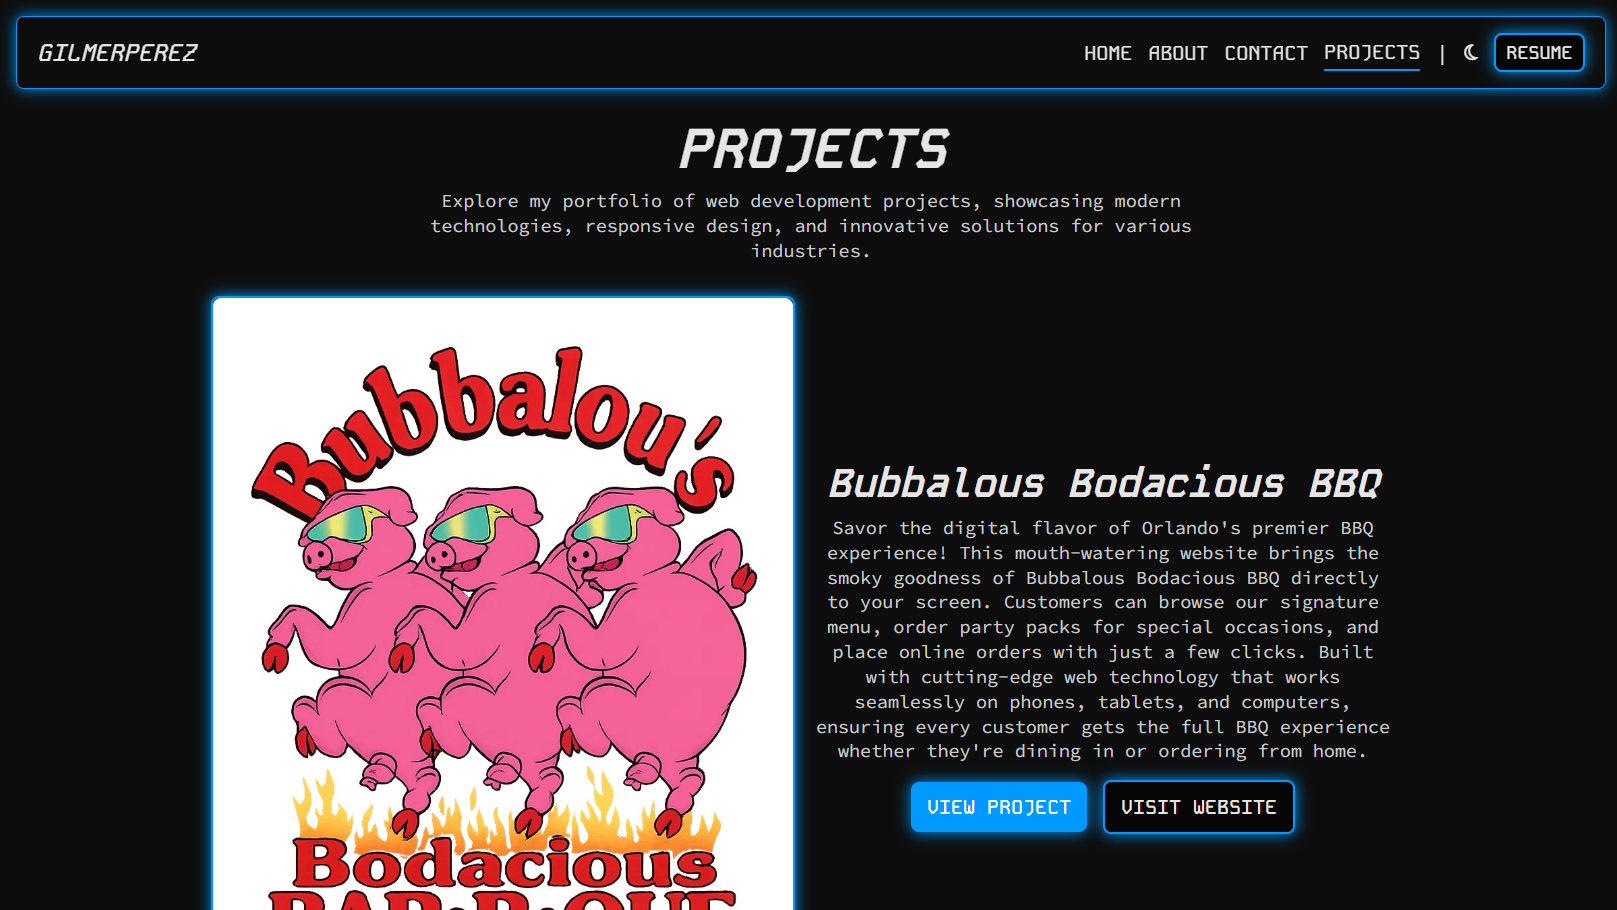 GILMERPEREZ
HOME ABOUT CONTACT PROJECTS | RESUME
PROJECTS
Explore my portfolio of web development projects, showcasing modern
technologies, responsive design, and innovative solutions for various
industries.
Bubbalou's
Bodacious
BAR·B·QUE
Bubbalous Bodacious BBQ
Savor the digital flavor of Orlando's premier BBQ
experience! This mouth-watering website brings the
smoky goodness of Bubbalous Bodacious BBQ directly
to your screen. Customers can browse our signature
menu, order party packs for special occasions, and
place online orders with just a few clicks. Built
with cutting-edge web technology that works
seamlessly on phones, tablets, and computers,
ensuring every customer gets the full BBQ experience
whether they're dining in or ordering from home.
VIEW PROJECT VISIT WEBSITE